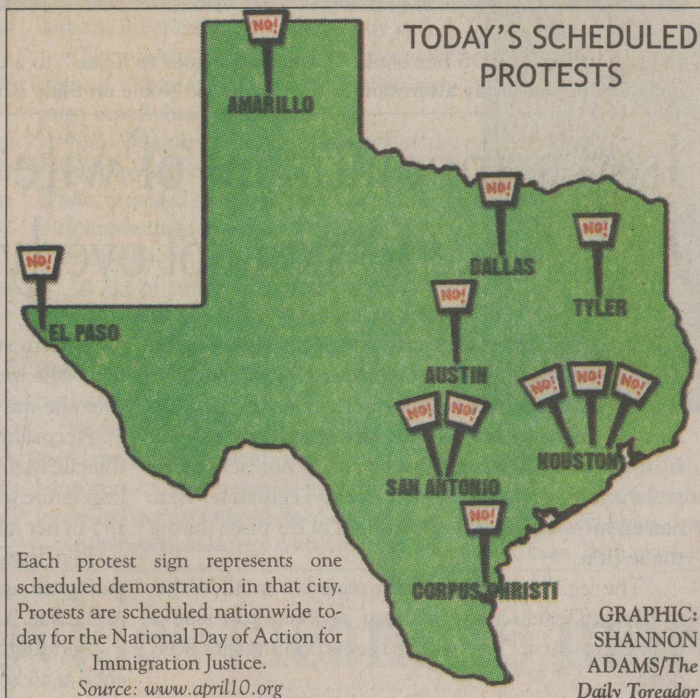 TODAY'S SCHEDULED
PROTESTS
NO!
AMARILLO
NO!
DALLAS
NO!
TYLER
NO!
EL PASO
NO!
AUSTIN
NO! NO! NO!
HOUSTON
NO! NO!
SAN ANTONIO
NO!
CORPUS CHRISTI
Each protest sign represents one
scheduled demonstration in that city.
Protests are scheduled nationwide to-
day for the National Day of Action for
Immigration Justice.
Source: www.april10.org
GRAPHIC:
SHANNON
ADAMS/The
Daily Toreador